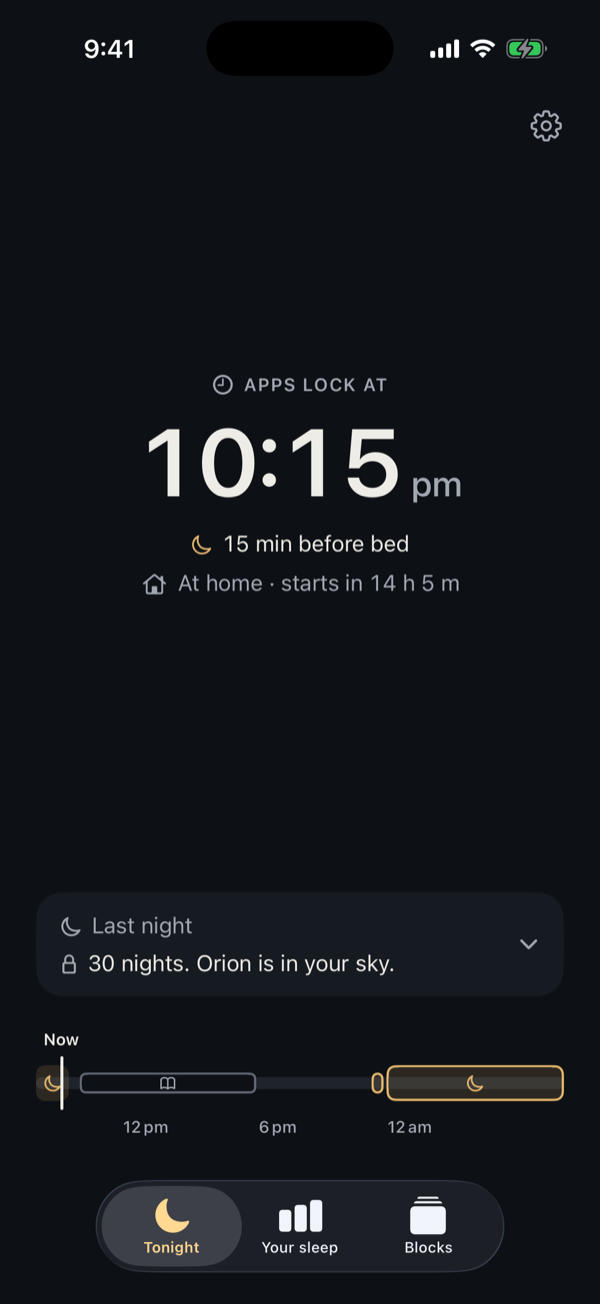 9:41
APPS LOCK AT
10:15 pm
15 min before bed
At home · starts in 14 h 5 m
Last night
30 nights. Orion is in your sky.
Now
12 pm 6 pm 12 am
Tonight Your sleep Blocks